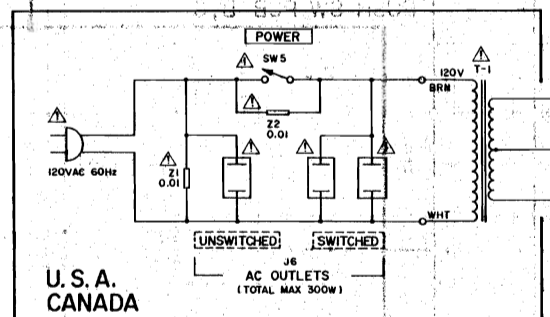 POWER
SW5
120V
T-1
BRN
Z2
0.01
120VAC 60Hz
Z1
0.01
WHT
UNSWITCHED
SWITCHED
J6
AC OUTLETS
(TOTAL MAX 300W)
U.S.A.
CANADA